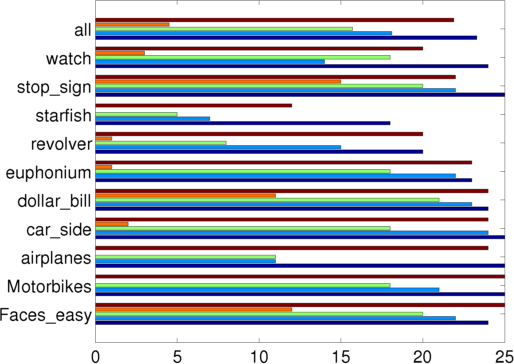 all
watch
stop_sign
starfish
revolver
euphonium
dollar_bill
car_side
airplanes
Motorbikes
Faces_easy
0 5 10 15 20 25